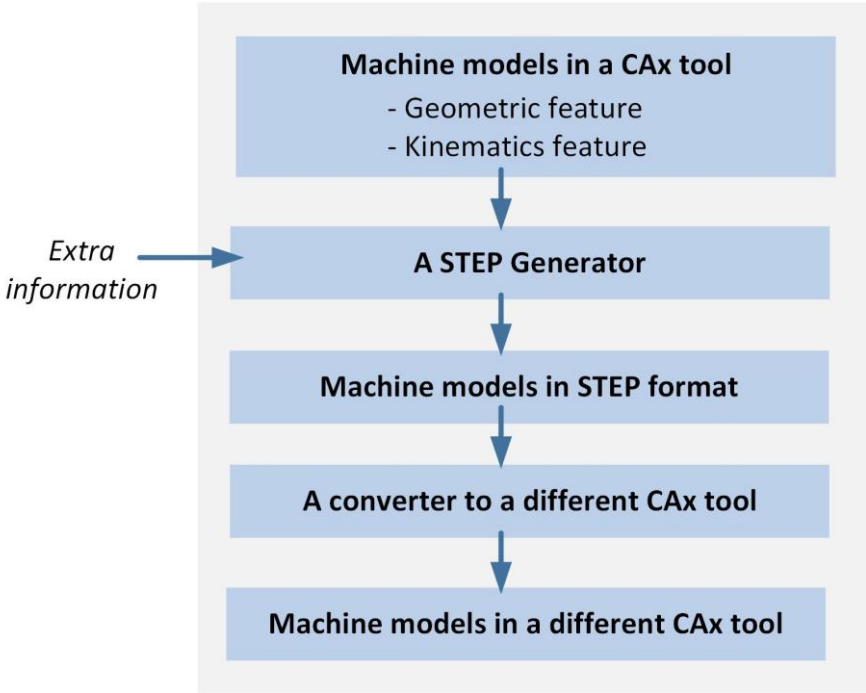 Machine models in a CAx tool
- Geometric feature
- Kinematics feature
Extra
information
A STEP Generator
Machine models in STEP format
A converter to a different CAx tool
Machine models in a different CAx tool